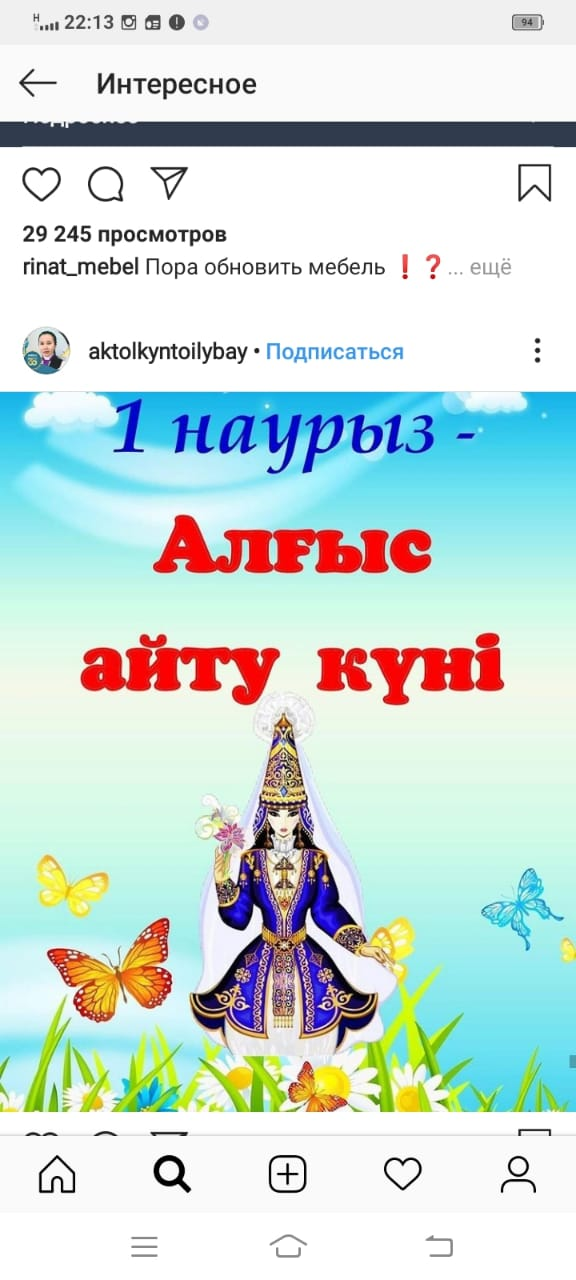 22:13
94
Интересное
29 245 просмотров
rinat_mebel Пора обновить мебель ❗❓... ещё
aktolkyntoilybay • Подписаться
1 наурыз -
Алғыс
айту күні